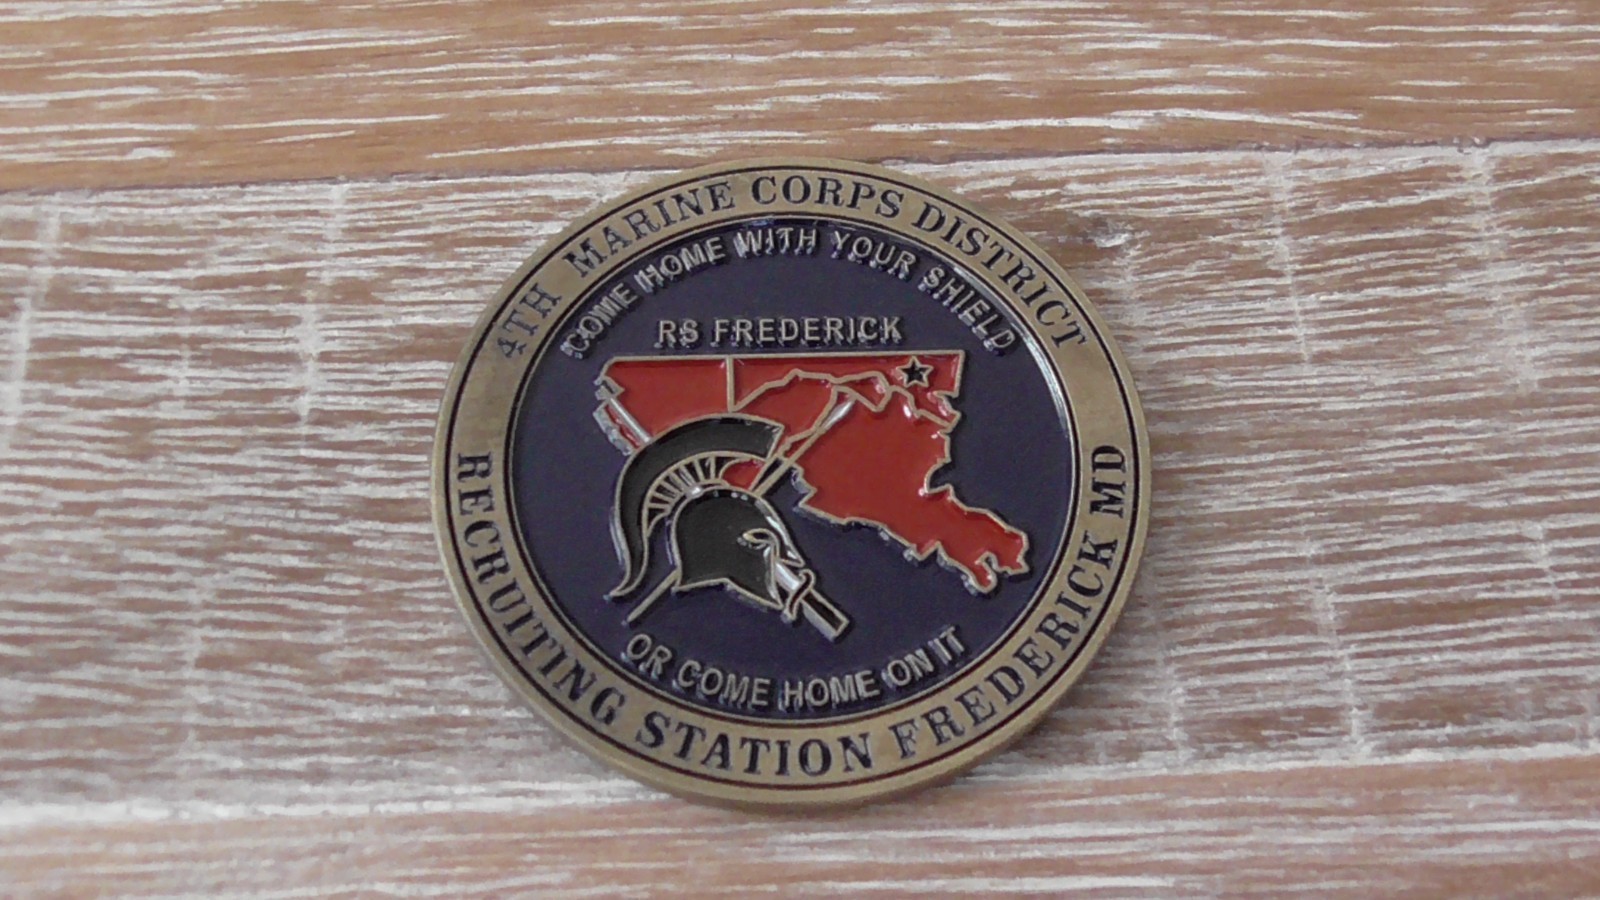 4TH MARINE CORPS DISTRICT
COME HOME WITH YOUR SHIELD
RS FREDERICK
OR COME HOME ON IT
RECRUITING STATION FREDERICK MD